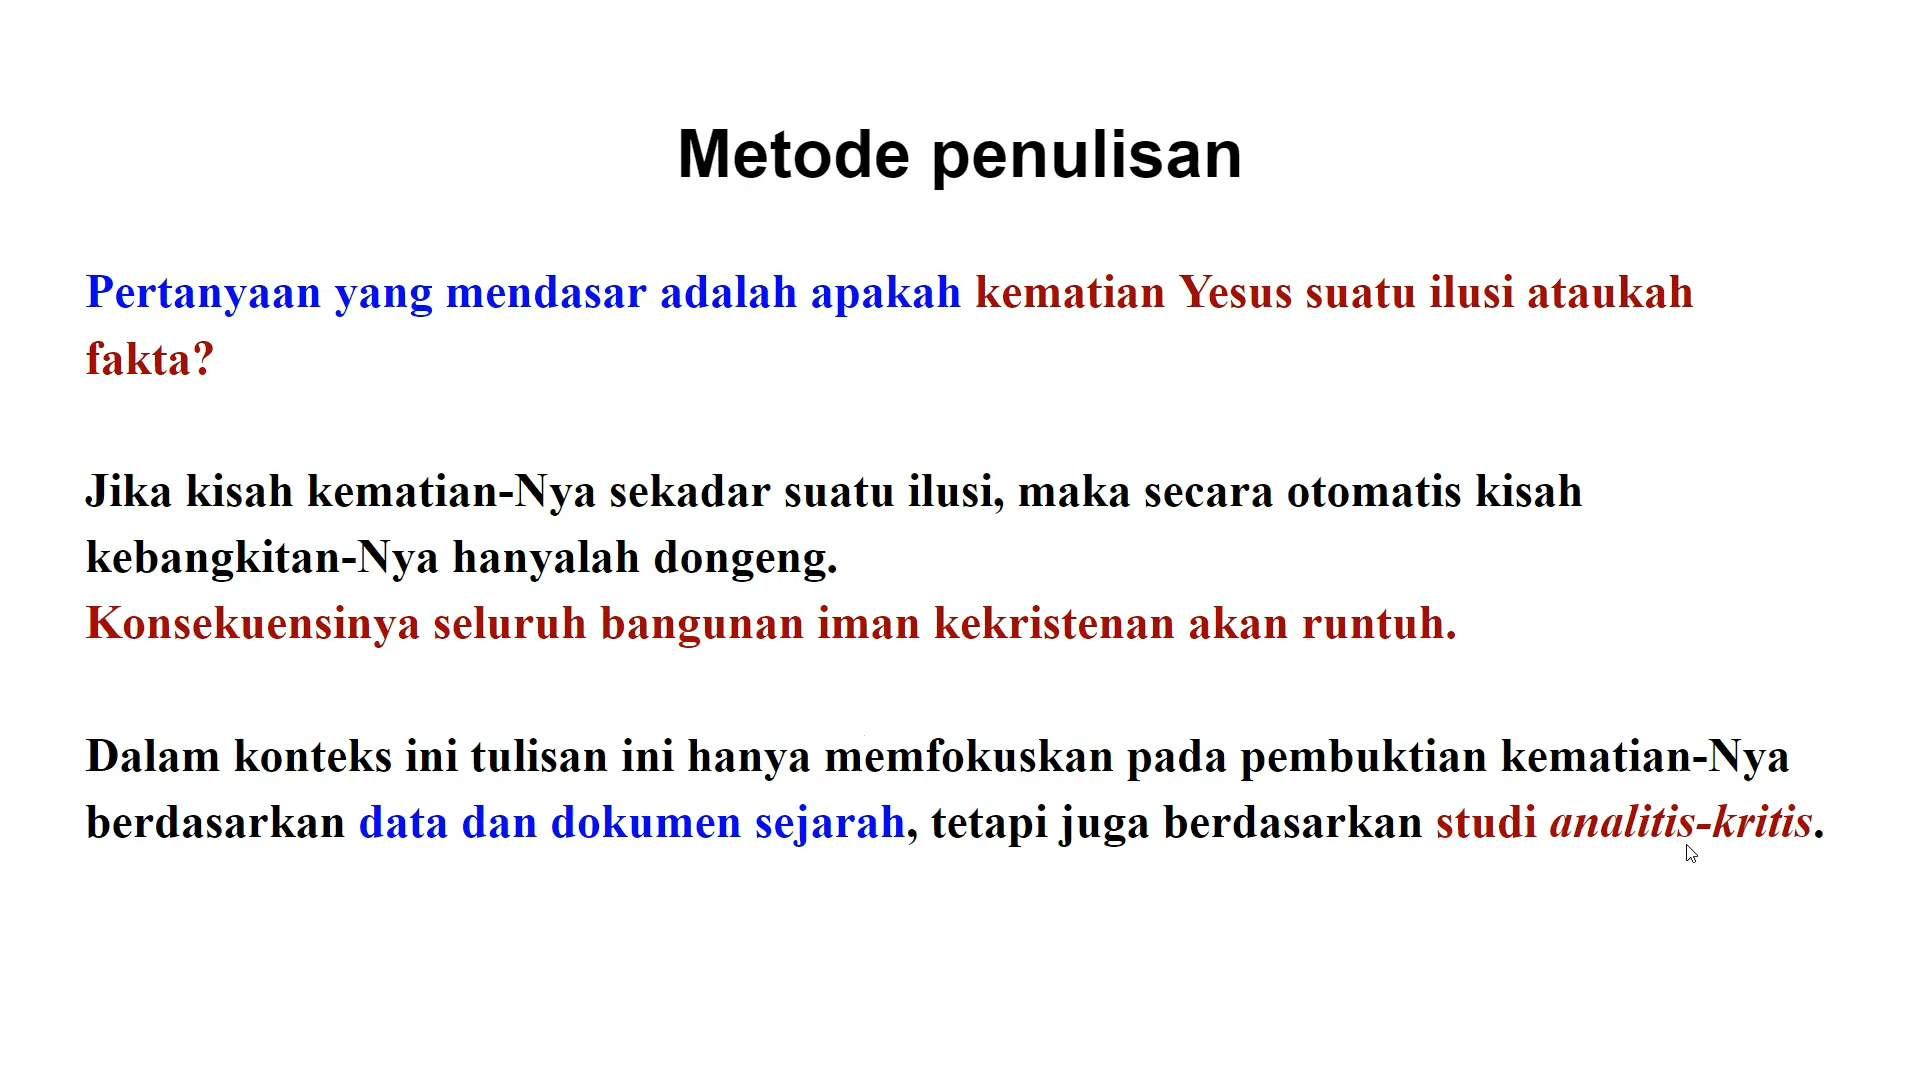 Metode penulisan
Pertanyaan yang mendasar adalah apakah kematian Yesus suatu ilusi ataukah
fakta?
Jika kisah kematian-Nya sekadar suatu ilusi, maka secara otomatis kisah
kebangkitan-Nya hanyalah dongeng.
Konsekuensinya seluruh bangunan iman kekristenan akan runtuh.
Dalam konteks ini tulisan ini hanya memfokuskan pada pembuktian kematian-Nya
berdasarkan data dan dokumen sejarah, tetapi juga berdasarkan studi analitis-kritis.